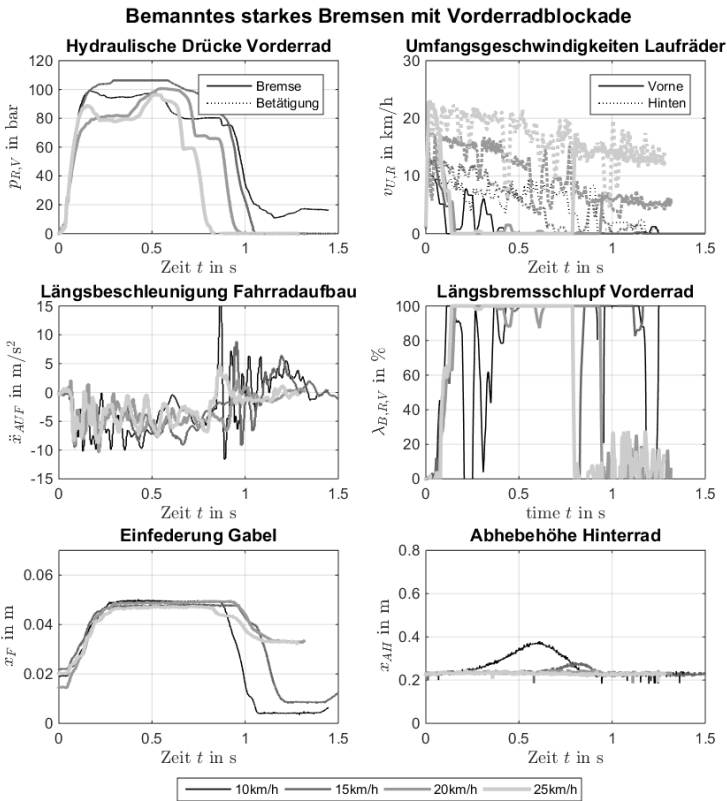 Bemanntes starkes Bremsen mit Vorderradblockade
Hydraulische Drücke Vorderrad
120
100
80
60
40
20
0
p_{R,V} in bar
Bremse
Betätigung
0 0.5 1 1.5
Zeit t in s
Umfangsgeschwindigkeiten Laufräder
30
20
10
0
v_{U,R} in km/h
Vorne
Hinten
0 0.5 1 1.5
Zeit t in s
Längsbeschleunigung Fahrradaufbau
15
10
5
0
-5
-10
-15
ẍ_{AUF} in m/s²
0 0.5 1 1.5
Zeit t in s
Längsbremsschlupf Vorderrad
100
80
60
40
20
0
λ_{B,R,V} in %
0 0.5 1 1.5
time t in s
Einfederung Gabel
0.06
0.04
0.02
0
x_F in m
0 0.5 1 1.5
Zeit t in s
Abhebehöhe Hinterrad
0.8
0.6
0.4
0.2
0
x_{AH} in m
0 0.5 1 1.5
Zeit t in s
10km/h 15km/h 20km/h 25km/h